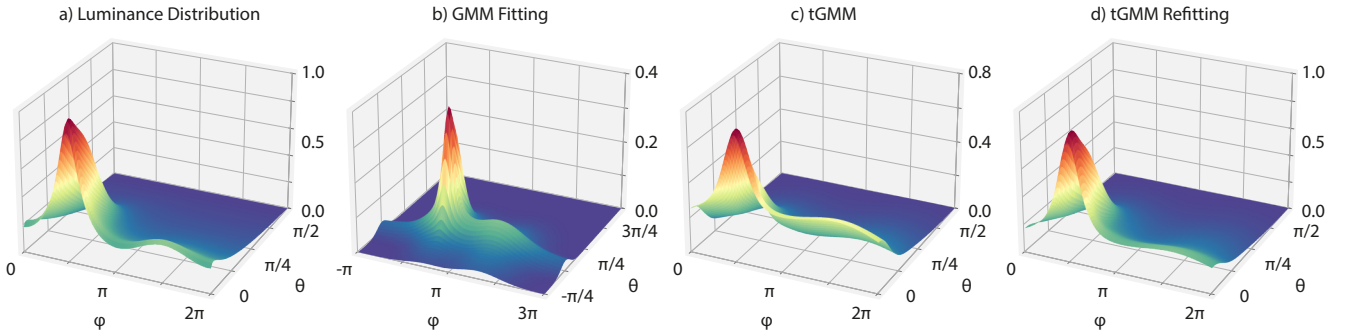 a) Luminance Distribution
b) GMM Fitting
c) tGMM
d) tGMM Refitting
1.0
0.5
0.0
π/2
π/4
0
θ
0
π
2π
φ
0.4
0.2
0.0
3π/4
π/4
-π/4
θ
-π
π
3π
φ
0.8
0.4
0.0
π/2
π/4
0
θ
0
π
2π
φ
1.0
0.5
0.0
π/2
π/4
0
θ
0
π
2π
φ